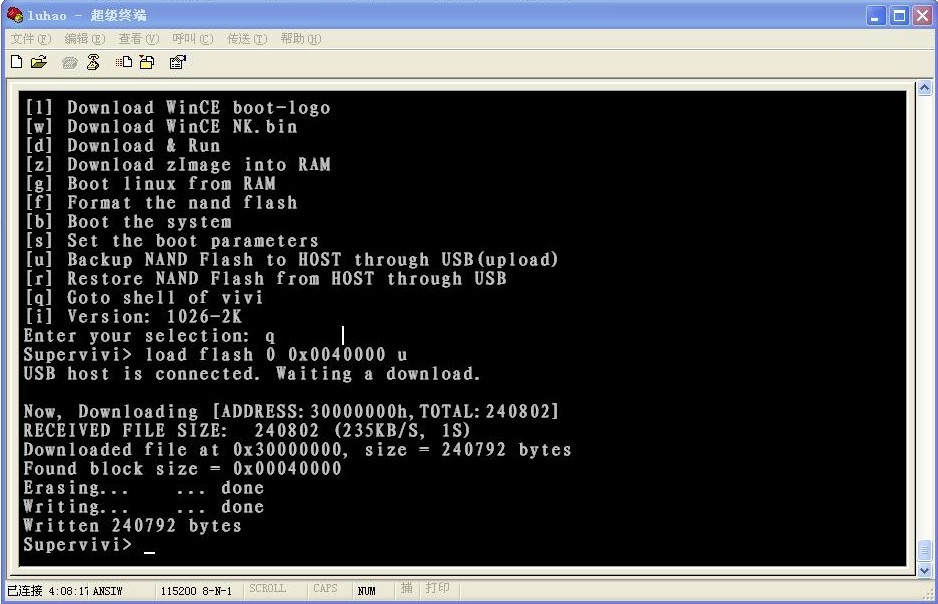 luhao - 超级终端
文件(F) 编辑(E) 查看(V) 呼叫(C) 传送(T) 帮助(H)
[l] Download WinCE boot-logo
[w] Download WinCE NK.bin
[d] Download & Run
[z] Download zImage into RAM
[g] Boot linux from RAM
[f] Format the nand flash
[b] Boot the system
[s] Set the boot parameters
[u] Backup NAND Flash to HOST through USB(upload)
[r] Restore NAND Flash from HOST through USB
[q] Goto shell of vivi
[i] Version: 1026-2K
Enter your selection: q
Supervivi> load flash 0 0x0040000 u
USB host is connected. Waiting a download.
Now, Downloading [ADDRESS:30000000h,TOTAL:240802]
RECEIVED FILE SIZE:  240802 (235KB/S, 1S)
Downloaded file at 0x30000000, size = 240792 bytes
Found block size = 0x00040000
Erasing...    ... done
Writing...    ... done
Written 240792 bytes
Supervivi> _
已连接 4:08:17 ANSIW 115200 8-N-1 SCROLL CAPS NUM 捕 打印